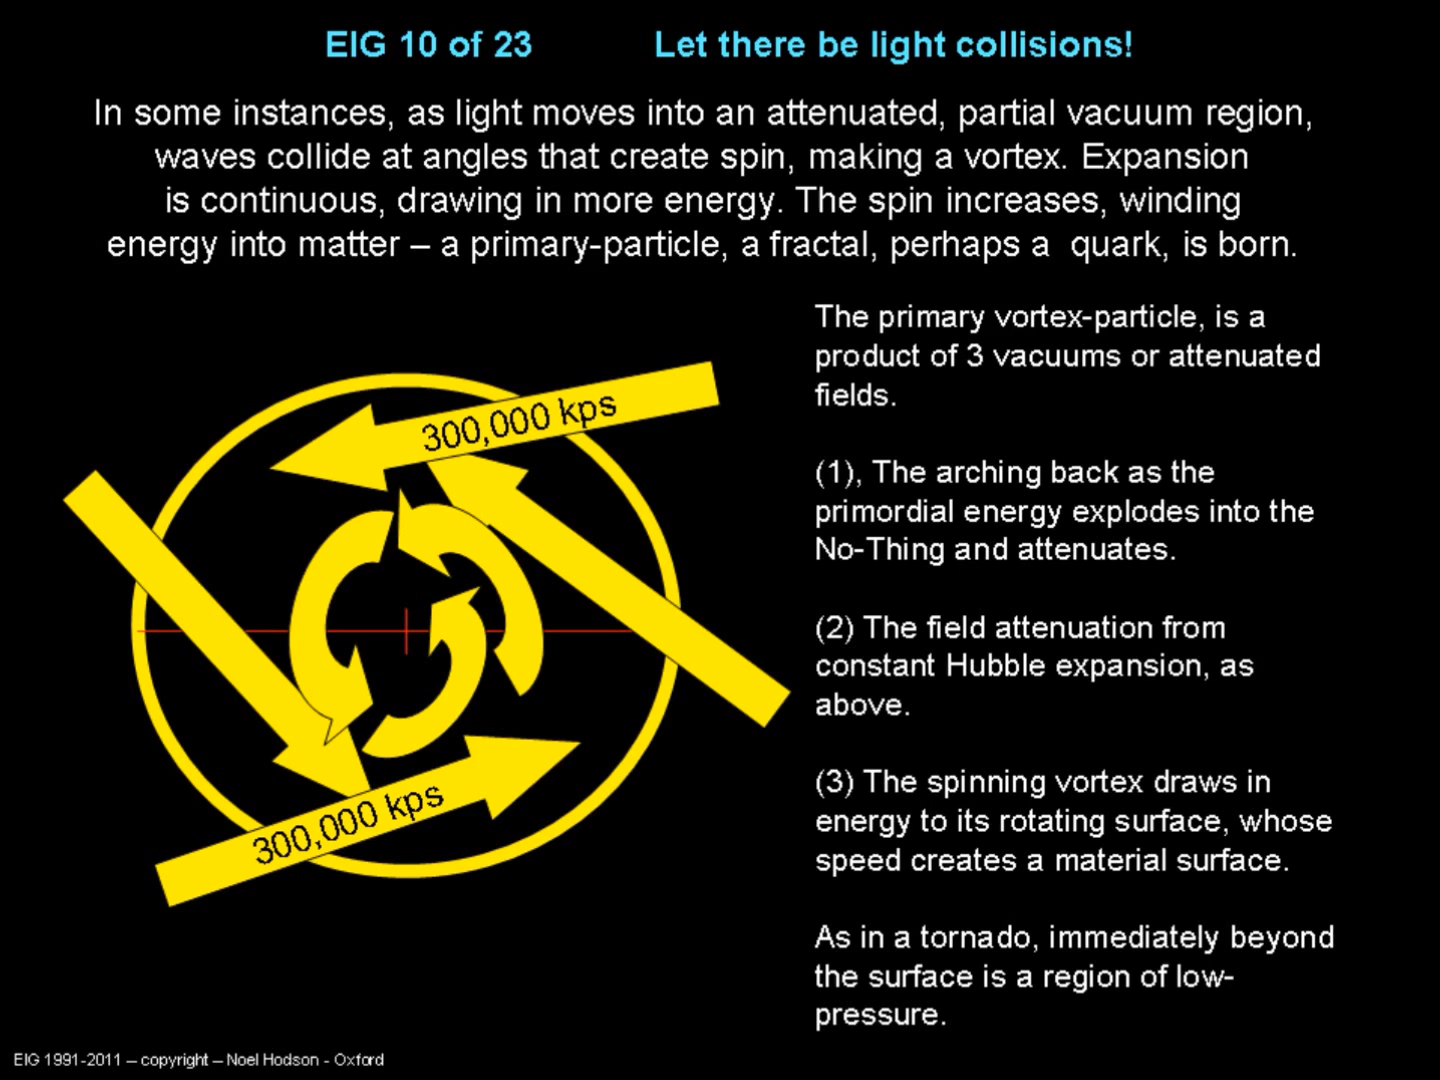 EIG 10 of 23 Let there be light collisions!
In some instances, as light moves into an attenuated, partial vacuum region,
waves collide at angles that create spin, making a vortex. Expansion
is continuous, drawing in more energy. The spin increases, winding
energy into matter – a primary-particle, a fractal, perhaps a quark, is born.
300,000 kps
300,000 kps
The primary vortex-particle, is a
product of 3 vacuums or attenuated
fields.
(1), The arching back as the
primordial energy explodes into the
No-Thing and attenuates.
(2) The field attenuation from
constant Hubble expansion, as
above.
(3) The spinning vortex draws in
energy to its rotating surface, whose
speed creates a material surface.
As in a tornado, immediately beyond
the surface is a region of low-
pressure.
EIG 1991-2011 – copyright – Noel Hodson - Oxford